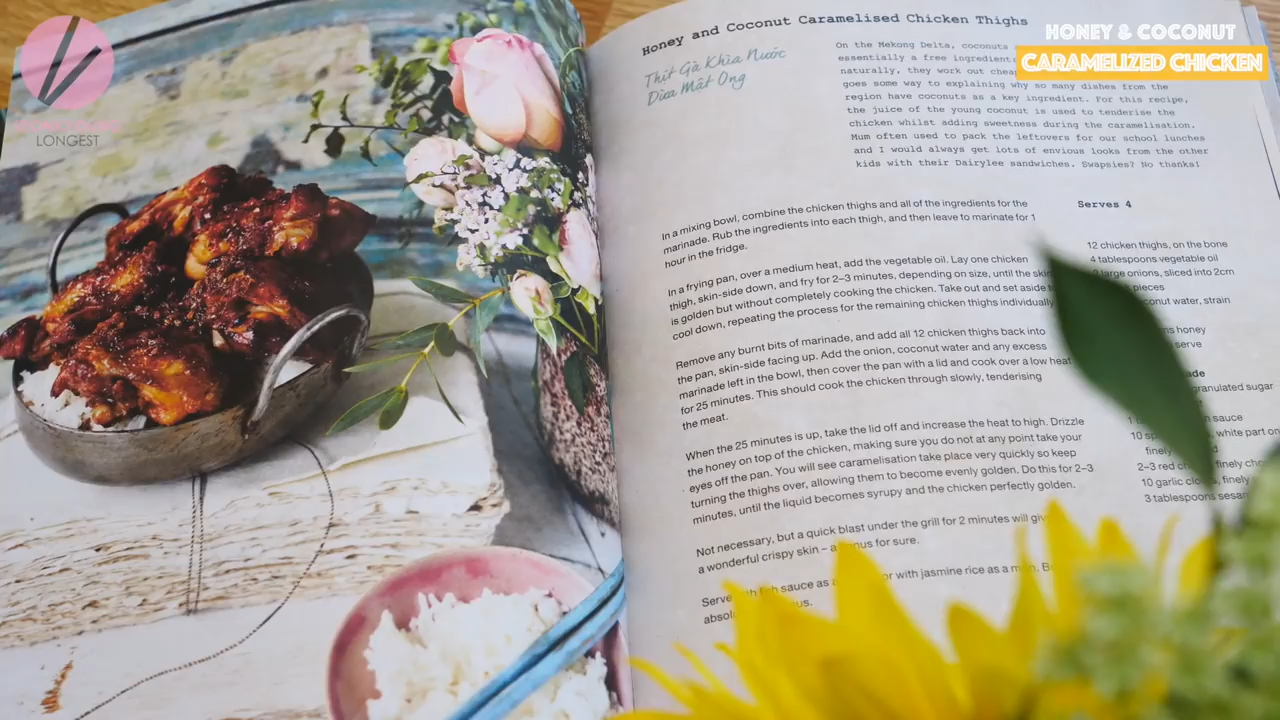 LONGEST
HONEY & COCONUT
CARAMELIZED CHICKEN
Honey and Coconut Caramelised Chicken Thighs
Thịt Gà Khìa Nước
Dừa Mật Ong
On the Mekong Delta, coconuts
essentially a free ingredient
naturally, they work out cheap
goes some way to explaining why so many dishes from the
region have coconuts as a key ingredient. For this recipe,
the juice of the young coconut is used to tenderise the
chicken whilst adding sweetness during the caramelisation.
Mum often used to pack the leftovers for our school lunches
and I would always get lots of envious looks from the other
kids with their Dairylee sandwiches. Swapsies? No thanks!
In a mixing bowl, combine the chicken thighs and all of the ingredients for the
marinade. Rub the ingredients into each thigh, and then leave to marinate for 1
hour in the fridge.
In a frying pan, over a medium heat, add the vegetable oil. Lay one chicken
thigh, skin-side down, and fry for 2–3 minutes, depending on size, until the skin
is golden but without completely cooking the chicken. Take out and set aside
cool down, repeating the process for the remaining chicken thighs individually
Remove any burnt bits of marinade, and add all 12 chicken thighs back into
the pan, skin-side facing up. Add the onion, coconut water and any excess
marinade left in the bowl, then cover the pan with a lid and cook over a low heat
for 25 minutes. This should cook the chicken through slowly, tenderising
the meat.
When the 25 minutes is up, take the lid off and increase the heat to high. Drizzle
the honey on top of the chicken, making sure you do not at any point take your
eyes off the pan. You will see caramelisation take place very quickly so keep
turning the thighs over, allowing them to become evenly golden. Do this for 2–3
minutes, until the liquid becomes syrupy and the chicken perfectly golden.
Not necessary, but a quick blast under the grill for 2 minutes will
a wonderful crispy skin – a for sure.
Serve sauce as or with jasmine rice as a
Serves 4
12 chicken thighs, on the bone
4 tablespoons vegetable oil
large onions, sliced into 2cm
pieces
water, strain
honey
serve
granulated sugar
sauce
10 white part on
finely
2–3 red finely
10 garlic finely
3 tablespoons